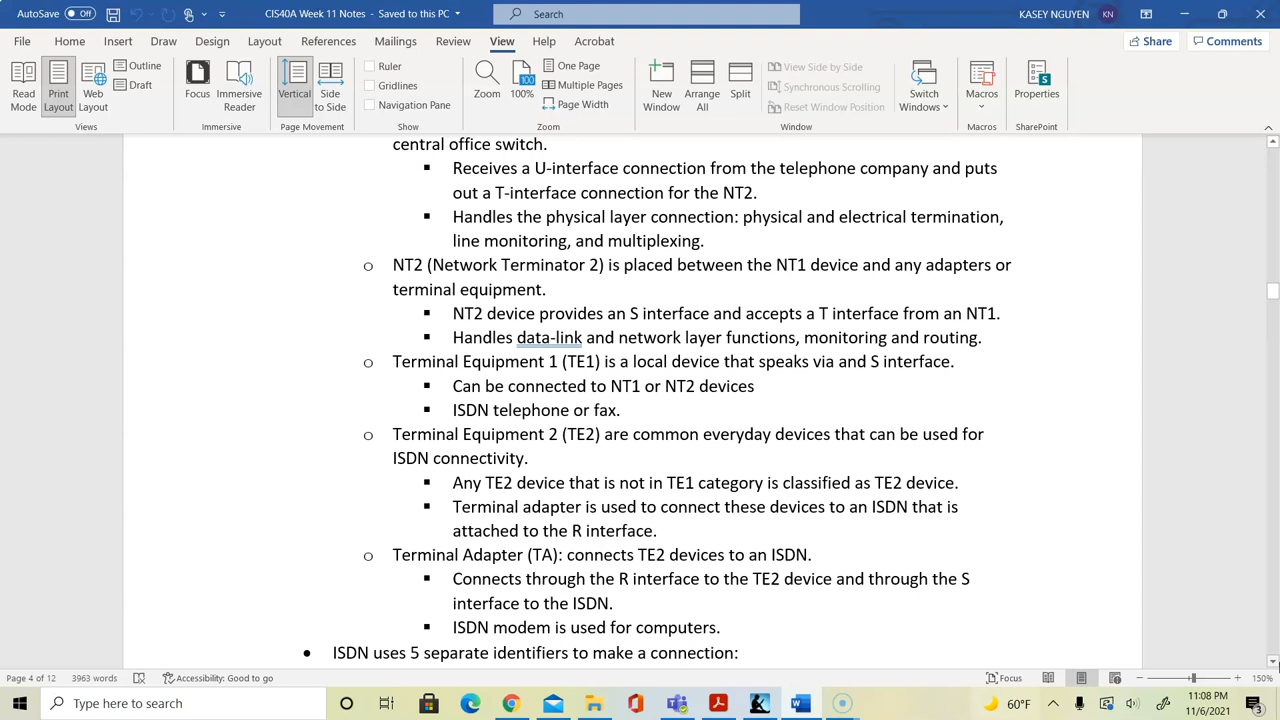 AutoSave Off CIS40A Week 11 Notes Search KASEY NGUYEN KN
File Home Insert Draw Design Layout References Mailings Review View Help Acrobat Share Comments
Read Mode Print Layout Web Layout Outline Draft Focus Immersive Reader Vertical Side to Side Ruler Gridlines Navigation Pane Zoom 100 100% One Page Multiple Pages Page Width New Window Arrange All Split View Side by Side Synchronous Scrolling Reset Window Position Switch Windows Macros Properties
Views Immersive Page Movement Show Zoom Window Macros SharePoint
central office switch.
▪ Receives a U-interface connection from the telephone company and puts
out a T-interface connection for the NT2.
▪ Handles the physical layer connection: physical and electrical termination,
line monitoring, and multiplexing.
o NT2 (Network Terminator 2) is placed between the NT1 device and any adapters or
terminal equipment.
▪ NT2 device provides an S interface and accepts a T interface from an NT1.
▪ Handles data-link and network layer functions, monitoring and routing.
o Terminal Equipment 1 (TE1) is a local device that speaks via and S interface.
▪ Can be connected to NT1 or NT2 devices
▪ ISDN telephone or fax.
o Terminal Equipment 2 (TE2) are common everyday devices that can be used for
ISDN connectivity.
▪ Any TE2 device that is not in TE1 category is classified as TE2 device.
▪ Terminal adapter is used to connect these devices to an ISDN that is
attached to the R interface.
o Terminal Adapter (TA): connects TE2 devices to an ISDN.
▪ Connects through the R interface to the TE2 device and through the S
interface to the ISDN.
▪ ISDN modem is used for computers.
• ISDN uses 5 separate identifiers to make a connection:
Page 4 of 12 3963 words Accessibility: Good to go Focus 150%
Type here to search 60°F 11:08 PM
11/6/2021 3